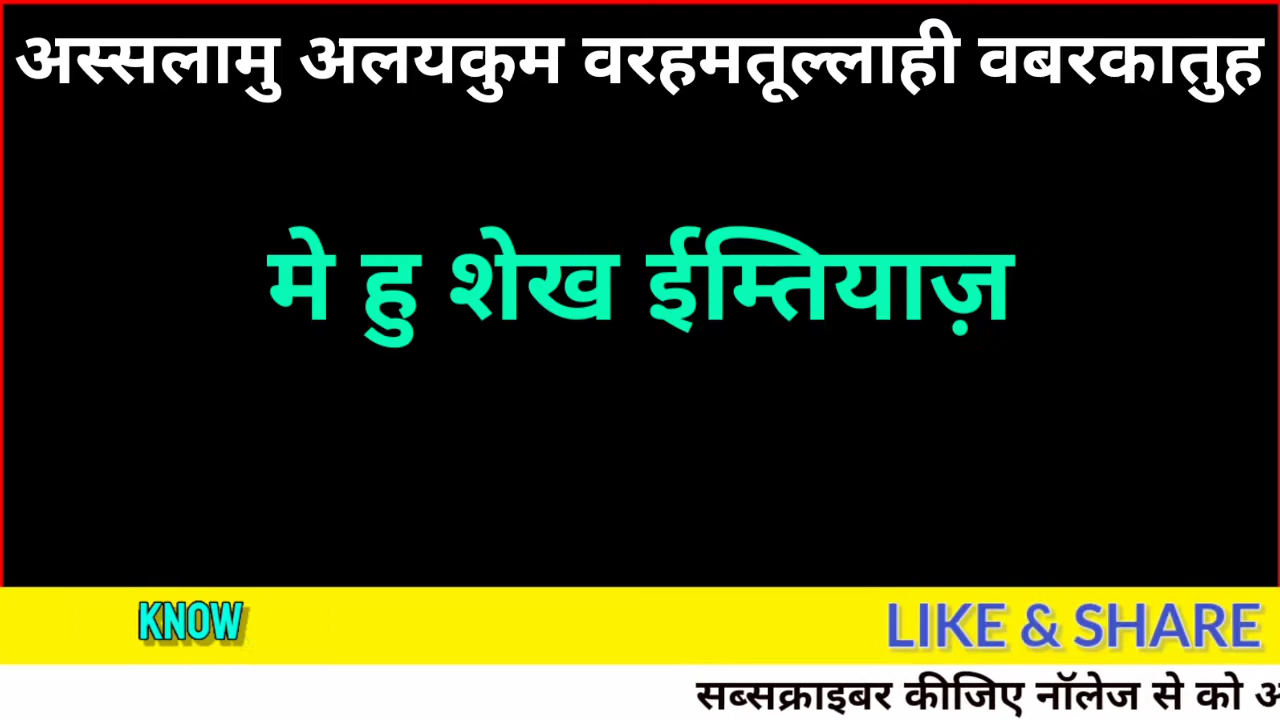 अस्सलामु अलयकुम वरहमतूल्लाही वबरकातुह
मे हु शेख ईम्तियाज़
KNOW
LIKE & SHARE
सब्सक्राइबर कीजिए नॉलेज से को